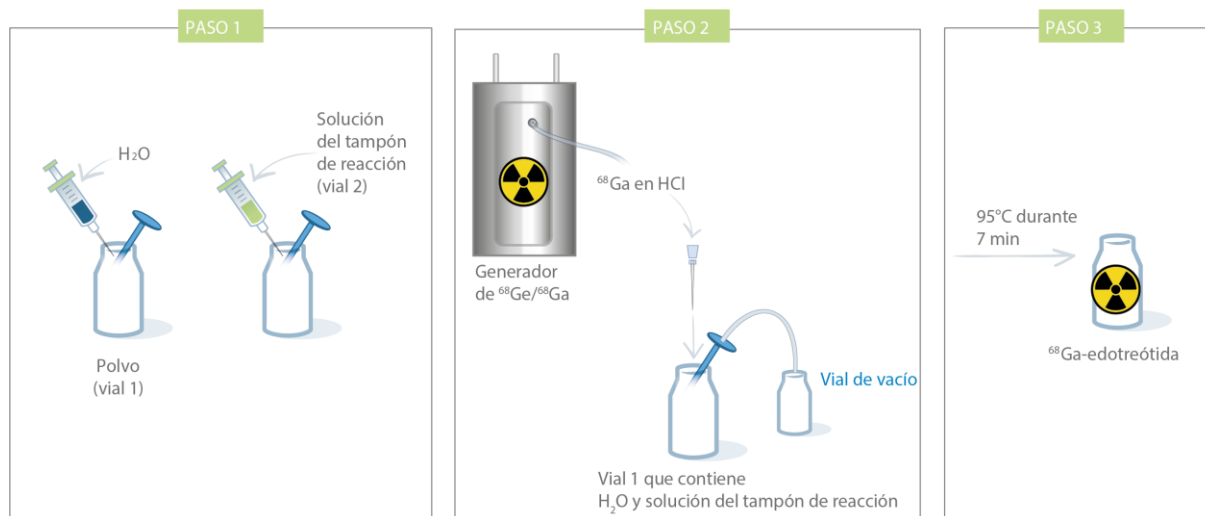 PASO 1
H₂O
Solución
del tampón
de reacción
(vial 2)
Polvo
(vial 1)
PASO 2
⁶⁸Ga en HCl
Generador
de ⁶⁸Ge/⁶⁸Ga
Vial de vacío
Vial 1 que contiene
H₂O y solución del tampón de reacción
PASO 3
95°C durante
7 min
⁶⁸Ga-edotreótida